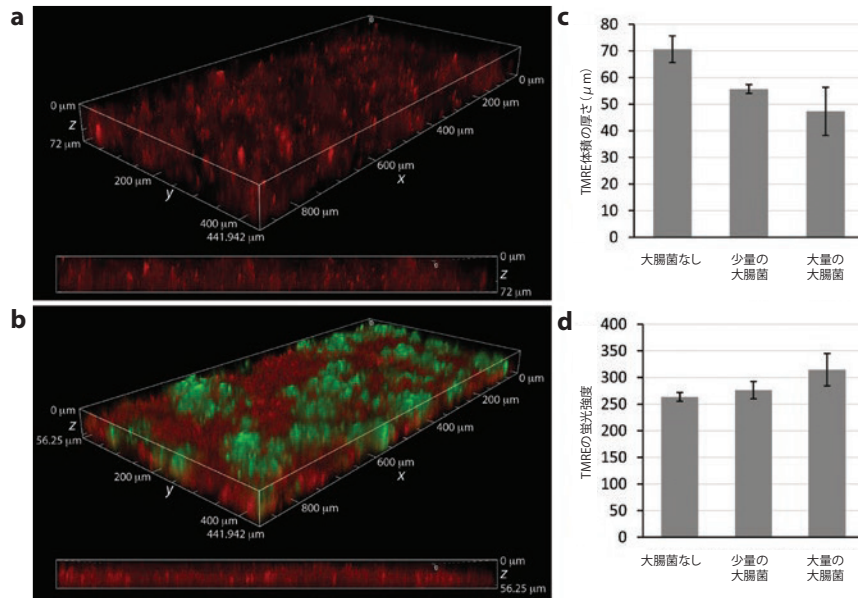 a
0 μm
z
72 μm
200 μm
y
400 μm
441.942 μm
800 μm
600 μm
x
400 μm
200 μm
0 μm
0 μm
z
72 μm
b
0 μm
z
56.25 μm
200 μm
y
400 μm
441.942 μm
800 μm
600 μm
x
400 μm
200 μm
0 μm
0 μm
z
56.25 μm
c
TMRE体積の厚さ(μm)
80
70
60
50
40
30
20
10
0
大腸菌なし
少量の
大腸菌
大量の
大腸菌
d
TMREの蛍光強度
400
350
300
250
200
150
100
50
0
大腸菌なし
少量の
大腸菌
大量の
大腸菌